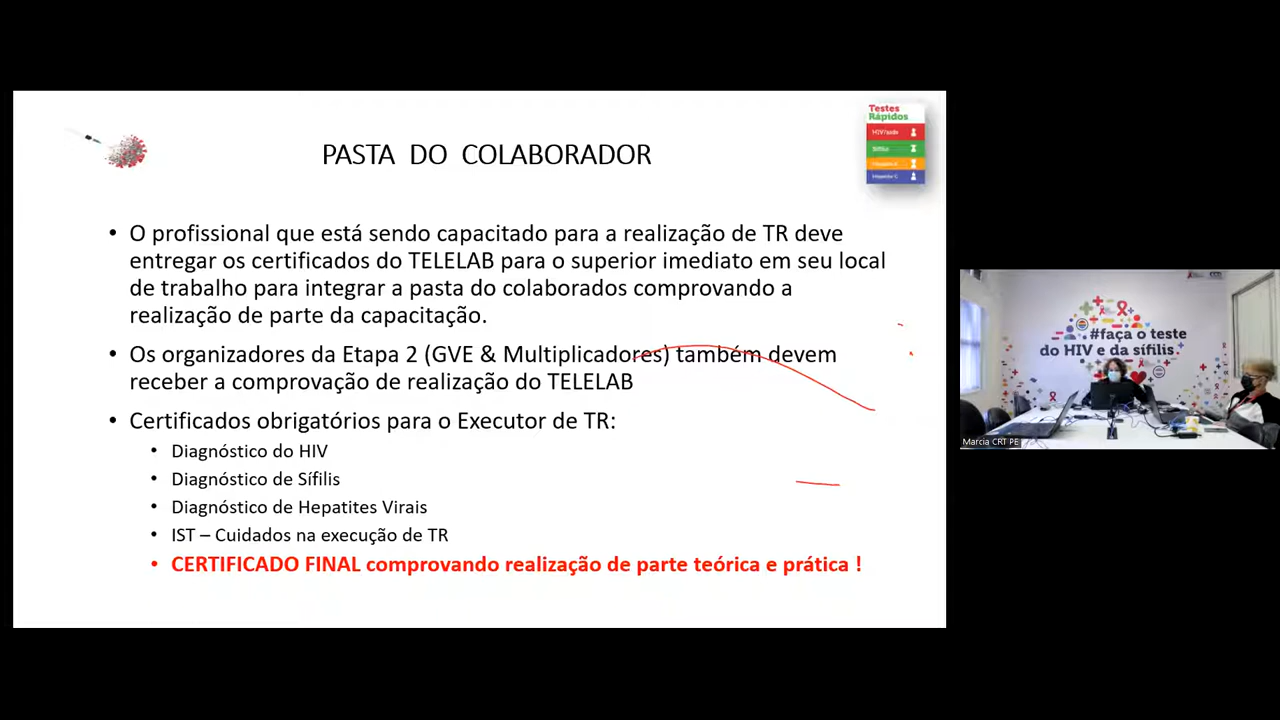 PASTA DO COLABORADOR
Testes
Rápidos
HIV/aids
Sífilis
• O profissional que está sendo capacitado para a realização de TR deve
entregar os certificados do TELELAB para o superior imediato em seu local
de trabalho para integrar a pasta do colaborados comprovando a
realização de parte da capacitação.
• Os organizadores da Etapa 2 (GVE & Multiplicadores) também devem
receber a comprovação de realização do TELELAB
• Certificados obrigatórios para o Executor de TR:
• Diagnóstico do HIV
• Diagnóstico de Sífilis
• Diagnóstico de Hepatites Virais
• IST – Cuidados na execução de TR
• CERTIFICADO FINAL comprovando realização de parte teórica e prática !
#faça o teste
do HIV e da sífilis
Marcia CRT PE